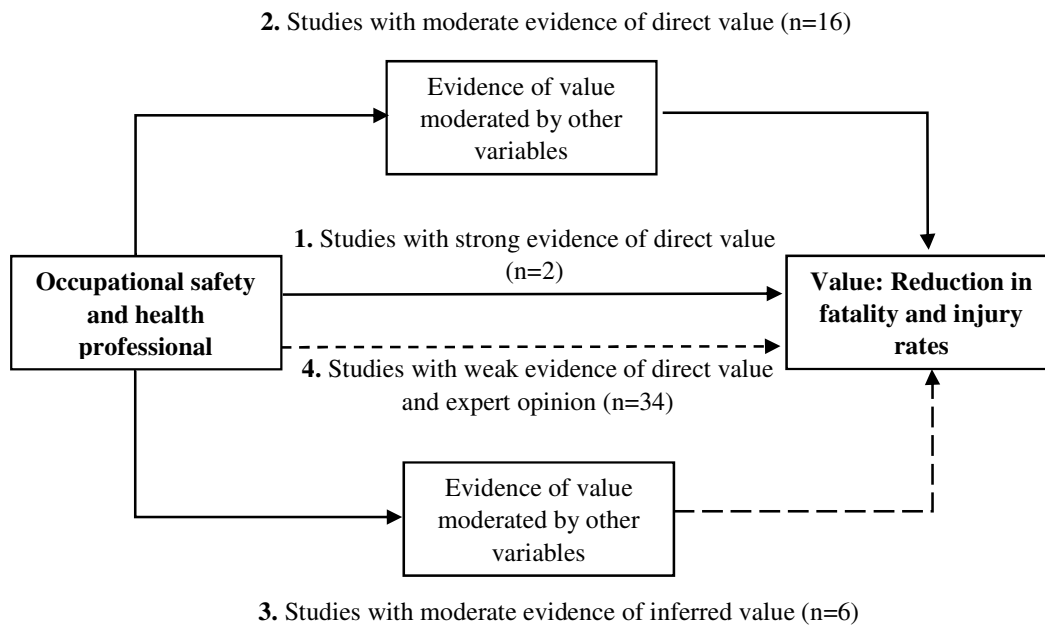 2. Studies with moderate evidence of direct value (n=16)
Evidence of value
moderated by other
variables
1. Studies with strong evidence of direct value
(n=2)
Occupational safety
and health
professional
Value: Reduction in
fatality and injury
rates
4. Studies with weak evidence of direct value
and expert opinion (n=34)
Evidence of value
moderated by other
variables
3. Studies with moderate evidence of inferred value (n=6)